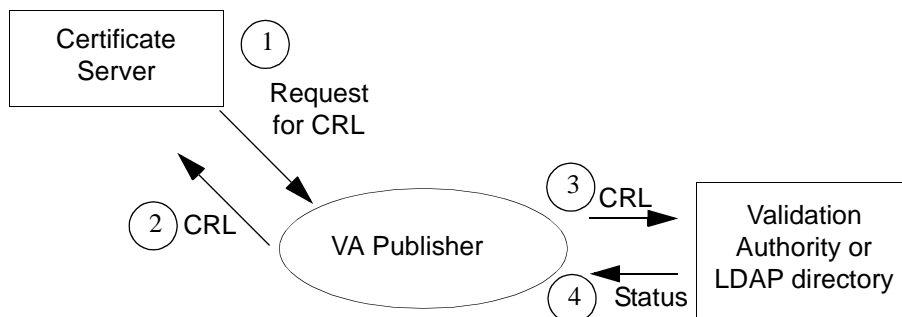 Certificate
Server
1
Request
for CRL
2
CRL
VA Publisher
3
CRL
4
Status
Validation
Authority or
LDAP directory